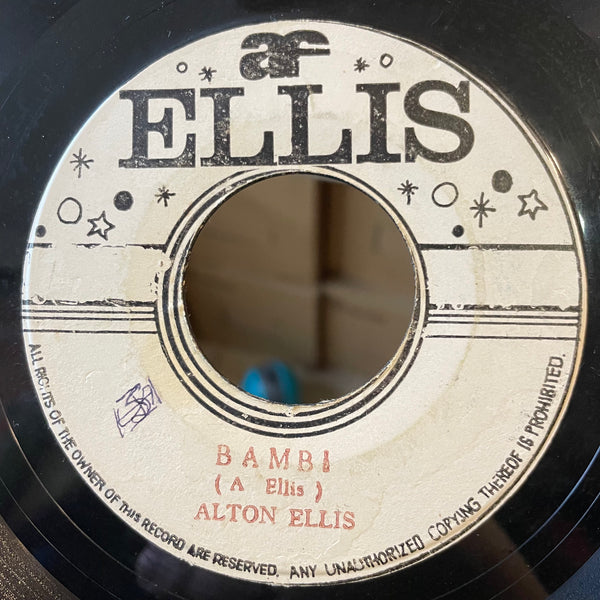 af
ELLIS
BAMBI
( A Ellis )
ALTON ELLIS
ALL RIGHTS OF THE OWNER OF THIS RECORD ARE RESERVED. ANY UNAUTHORIZED COPYING THEREOF IS PROHIBITED.